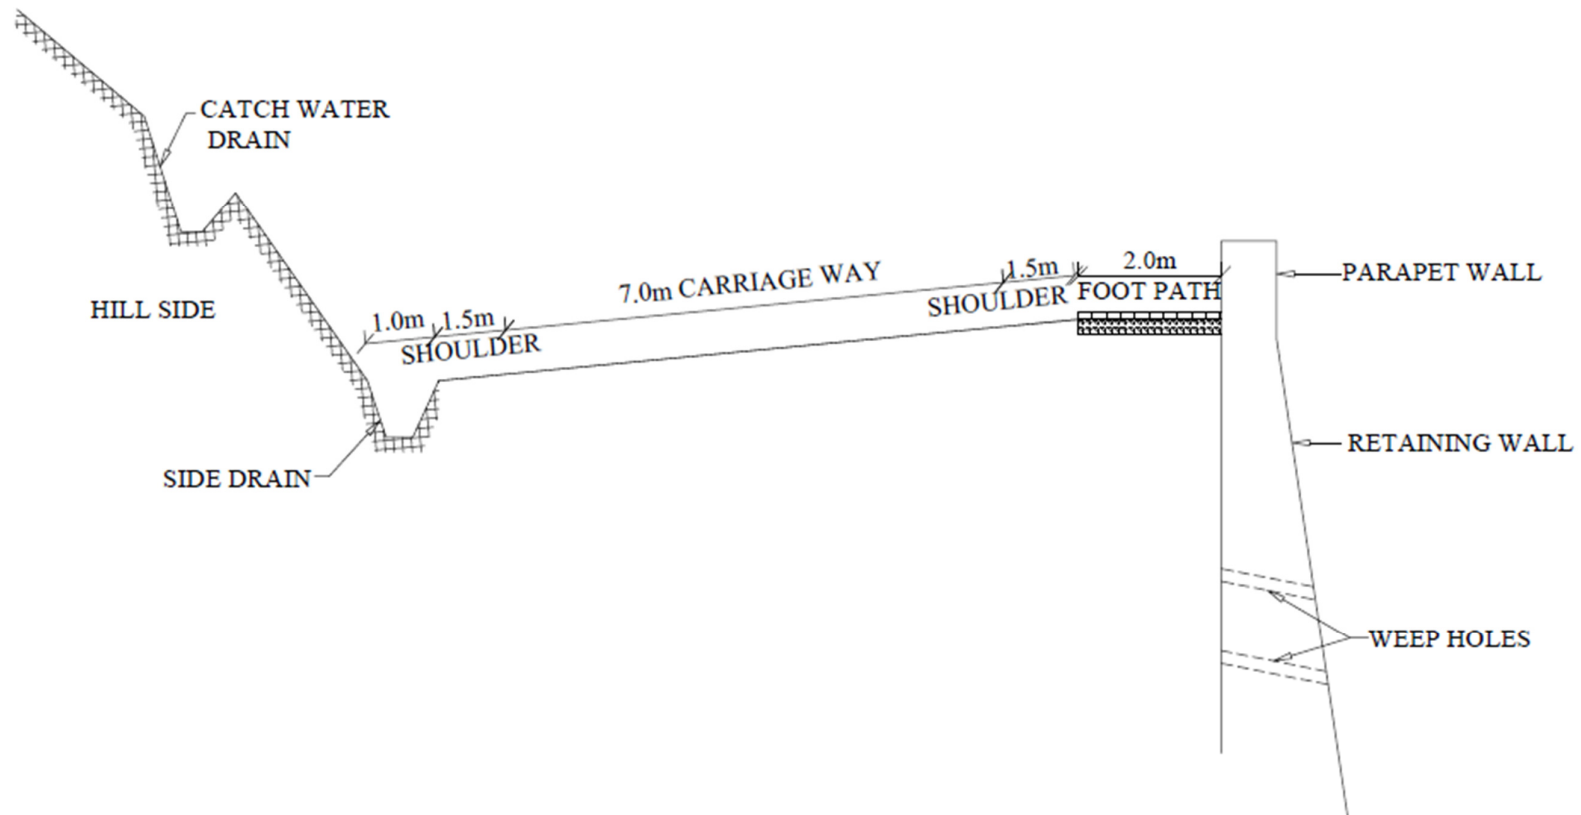 CATCH WATER
DRAIN
HILL SIDE
1.0m
1.5m
SHOULDER
7.0m CARRIAGE WAY
1.5m
SHOULDER
2.0m
FOOT PATH
PARAPET WALL
RETAINING WALL
SIDE DRAIN
WEEP HOLES